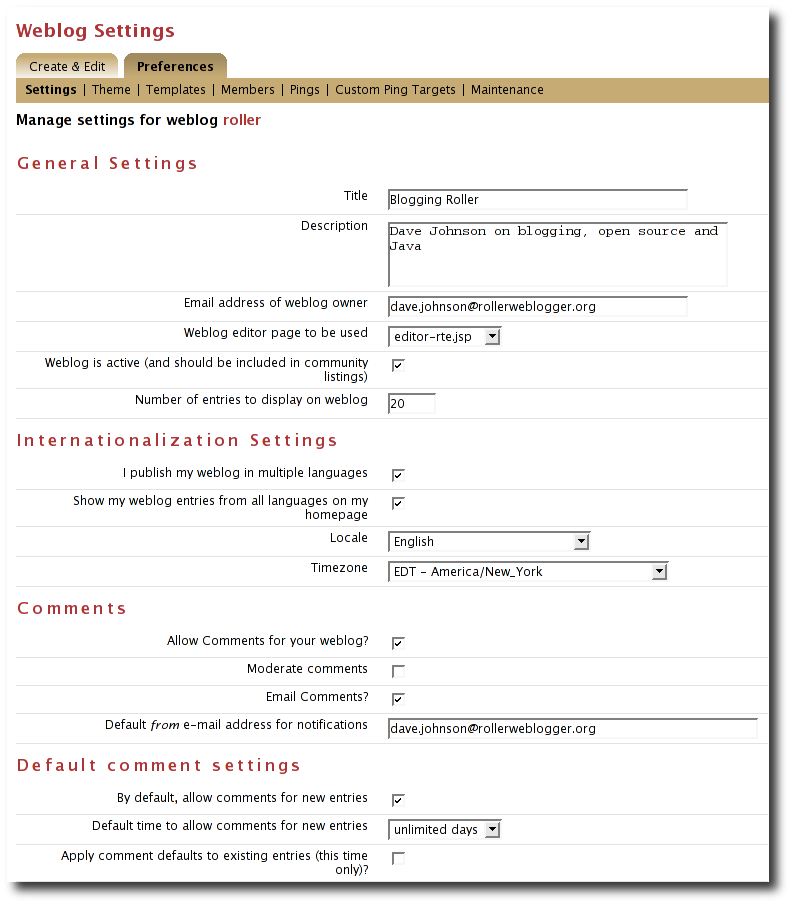 Weblog Settings
Create & Edit
Preferences
Settings | Theme | Templates | Members | Pings | Custom Ping Targets | Maintenance
Manage settings for weblog roller
General Settings
Title
Blogging Roller
Description
Dave Johnson on blogging, open source and
Java
Email address of weblog owner
dave.johnson@rollerweblogger.org
Weblog editor page to be used
editor-rte.jsp
Weblog is active (and should be included in community
listings)
Number of entries to display on weblog
20
Internationalization Settings
I publish my weblog in multiple languages
Show my weblog entries from all languages on my
homepage
Locale
English
Timezone
EDT - America/New_York
Comments
Allow Comments for your weblog?
Moderate comments
Email Comments?
Default from e-mail address for notifications
dave.johnson@rollerweblogger.org
Default comment settings
By default, allow comments for new entries
Default time to allow comments for new entries
unlimited days
Apply comment defaults to existing entries (this time
only)?